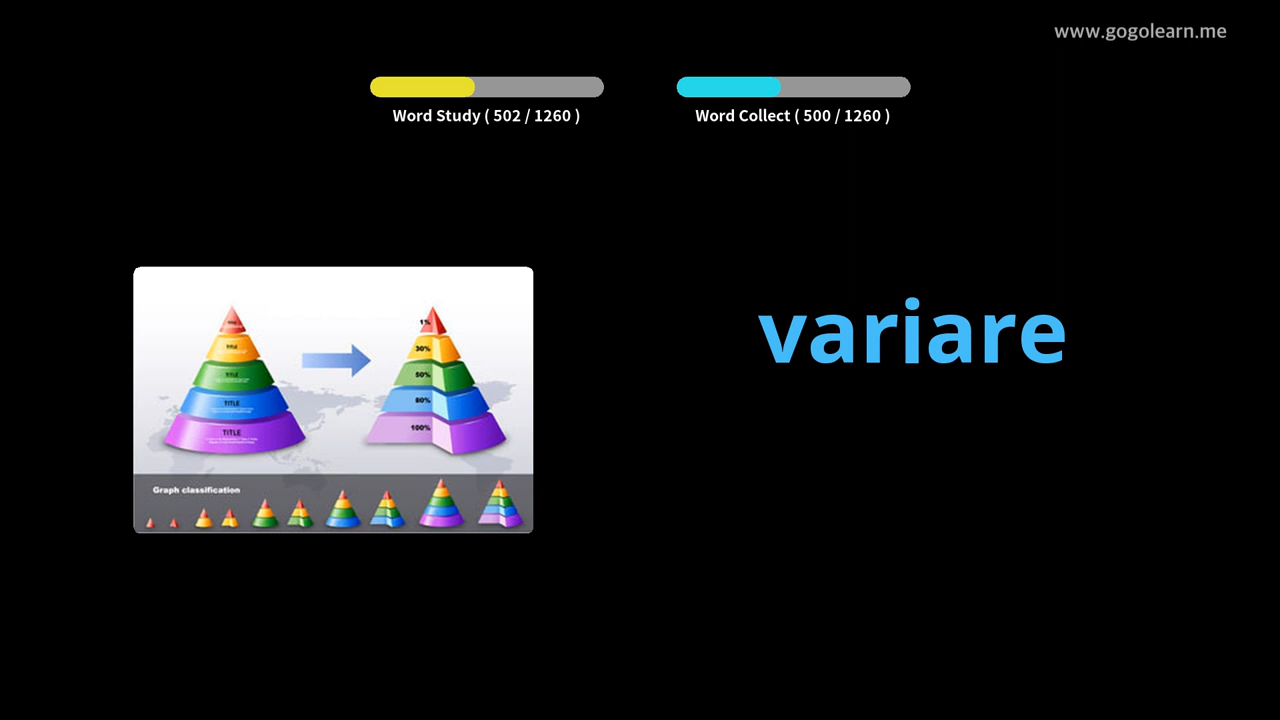 www.gogolearn.me
Word Study ( 502 / 1260 )
Word Collect ( 500 / 1260 )
variare
TITLE
TITLE
TITLE
TITLE
1%
30%
50%
80%
100%
Graph classification